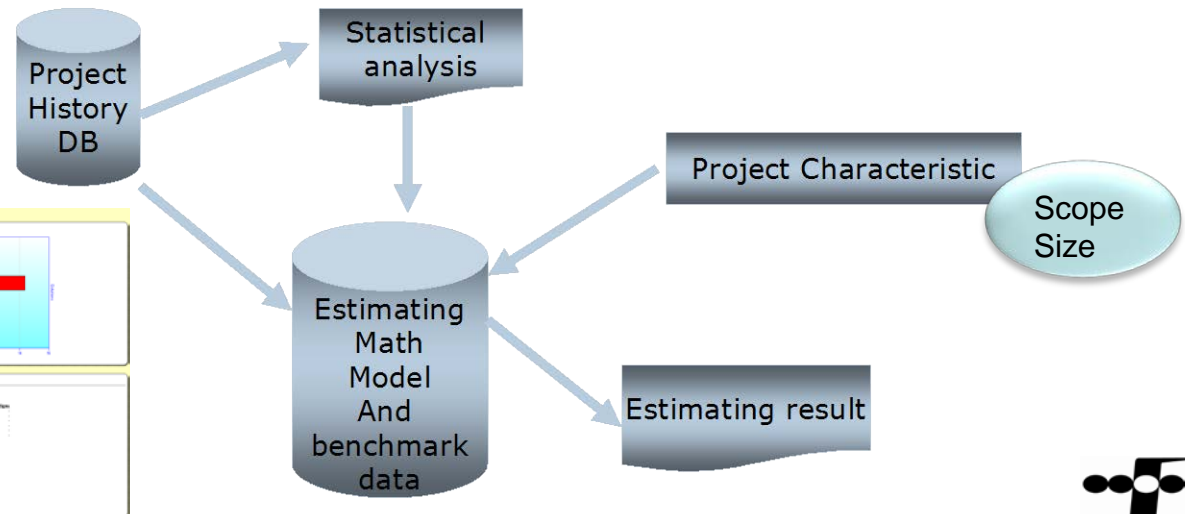 Project
History
DB
Statistical
analysis
Project Characteristic
Scope
Size
Estimating
Math
Model
And
benchmark
data
Estimating result